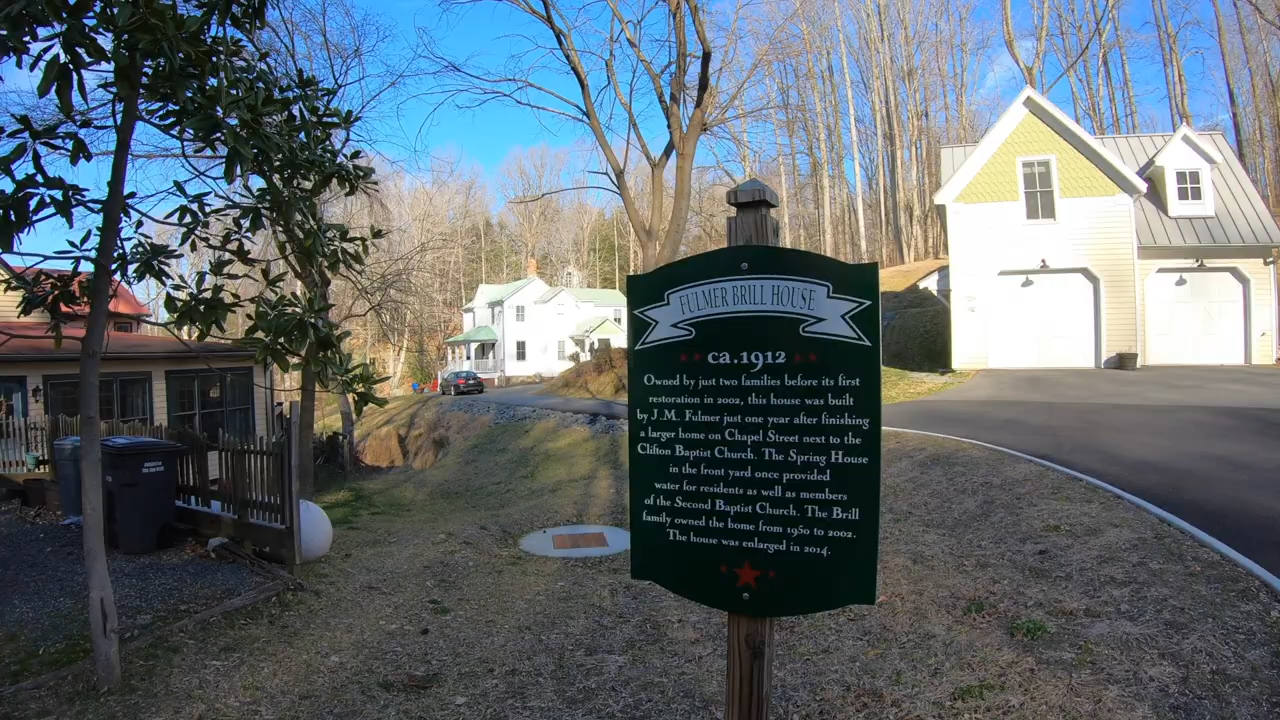 FULMER BRILL HOUSE
ca.1912
Owned by just two families before its first
restoration in 2002, this house was built
by J.M. Fulmer just one year after finishing
a larger home on Chapel Street next to the
Clifton Baptist Church. The Spring House
in the front yard once provided
water for residents as well as members
of the Second Baptist Church. The Brill
family owned the home from 1950 to 2002.
The house was enlarged in 2014.